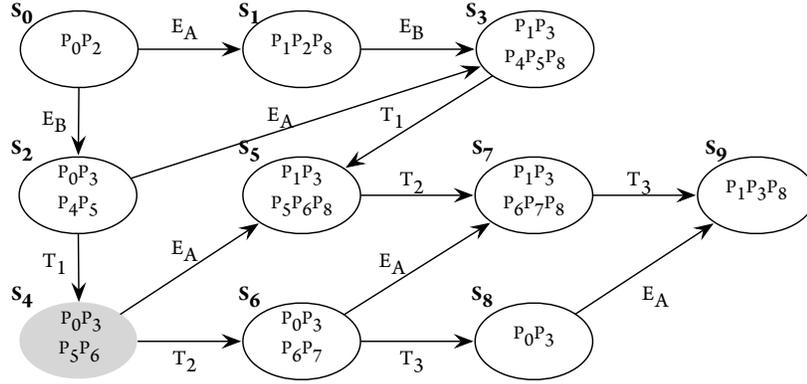 S0 S1 S3
P0P2 EA P1P2P8 EB P1P3
P4P5P8
EB EA T1
S2 S5 S7 S9
P0P3 P1P3 T2 P1P3 T3 P1P3P8
P4P5 P5P6P8 P6P7P8
T1 EA EA EA
S4 S6 S8
P0P3 P0P3 P0P3
P5P6 T2 P6P7 T3